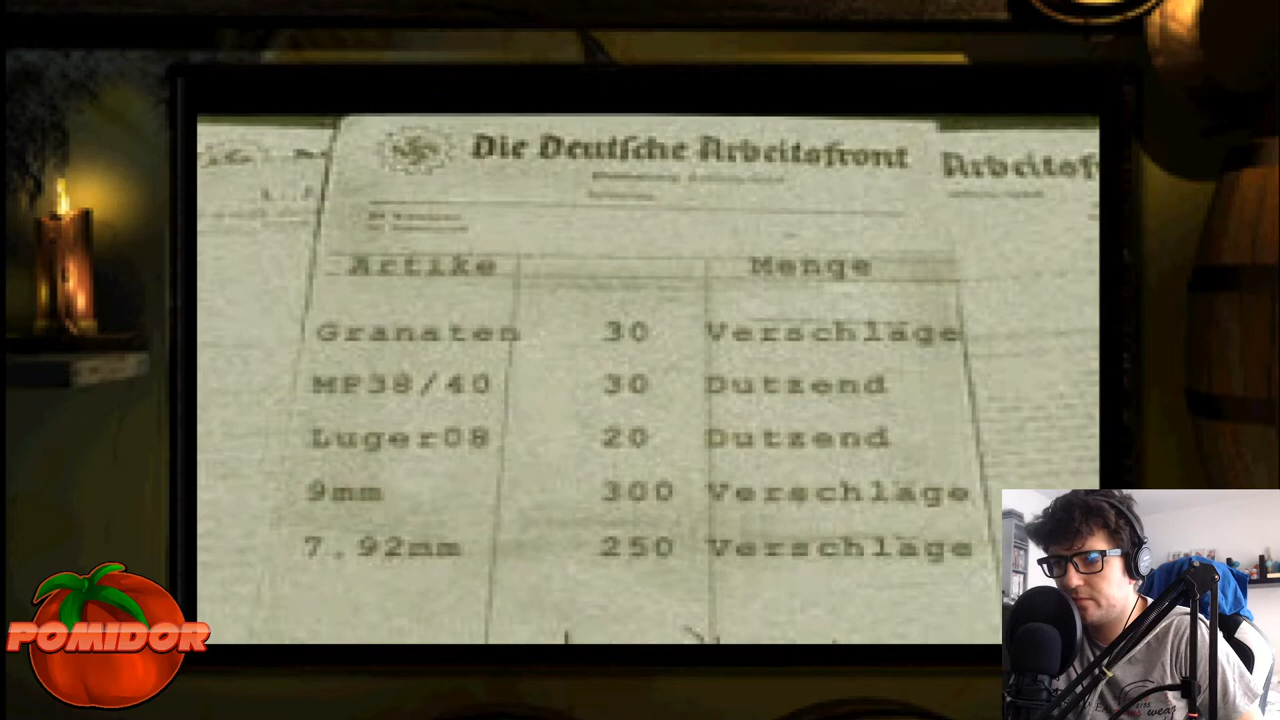 Die Deutsche Arbeitsfront
Arbeitsf
Artike Menge
Granaten 30 Verschläge
MP38/40 30 Dutzend
Luger08 20 Dutzend
9mm 300 Verschläge
7.92mm 250 Verschläge
POMIDOR